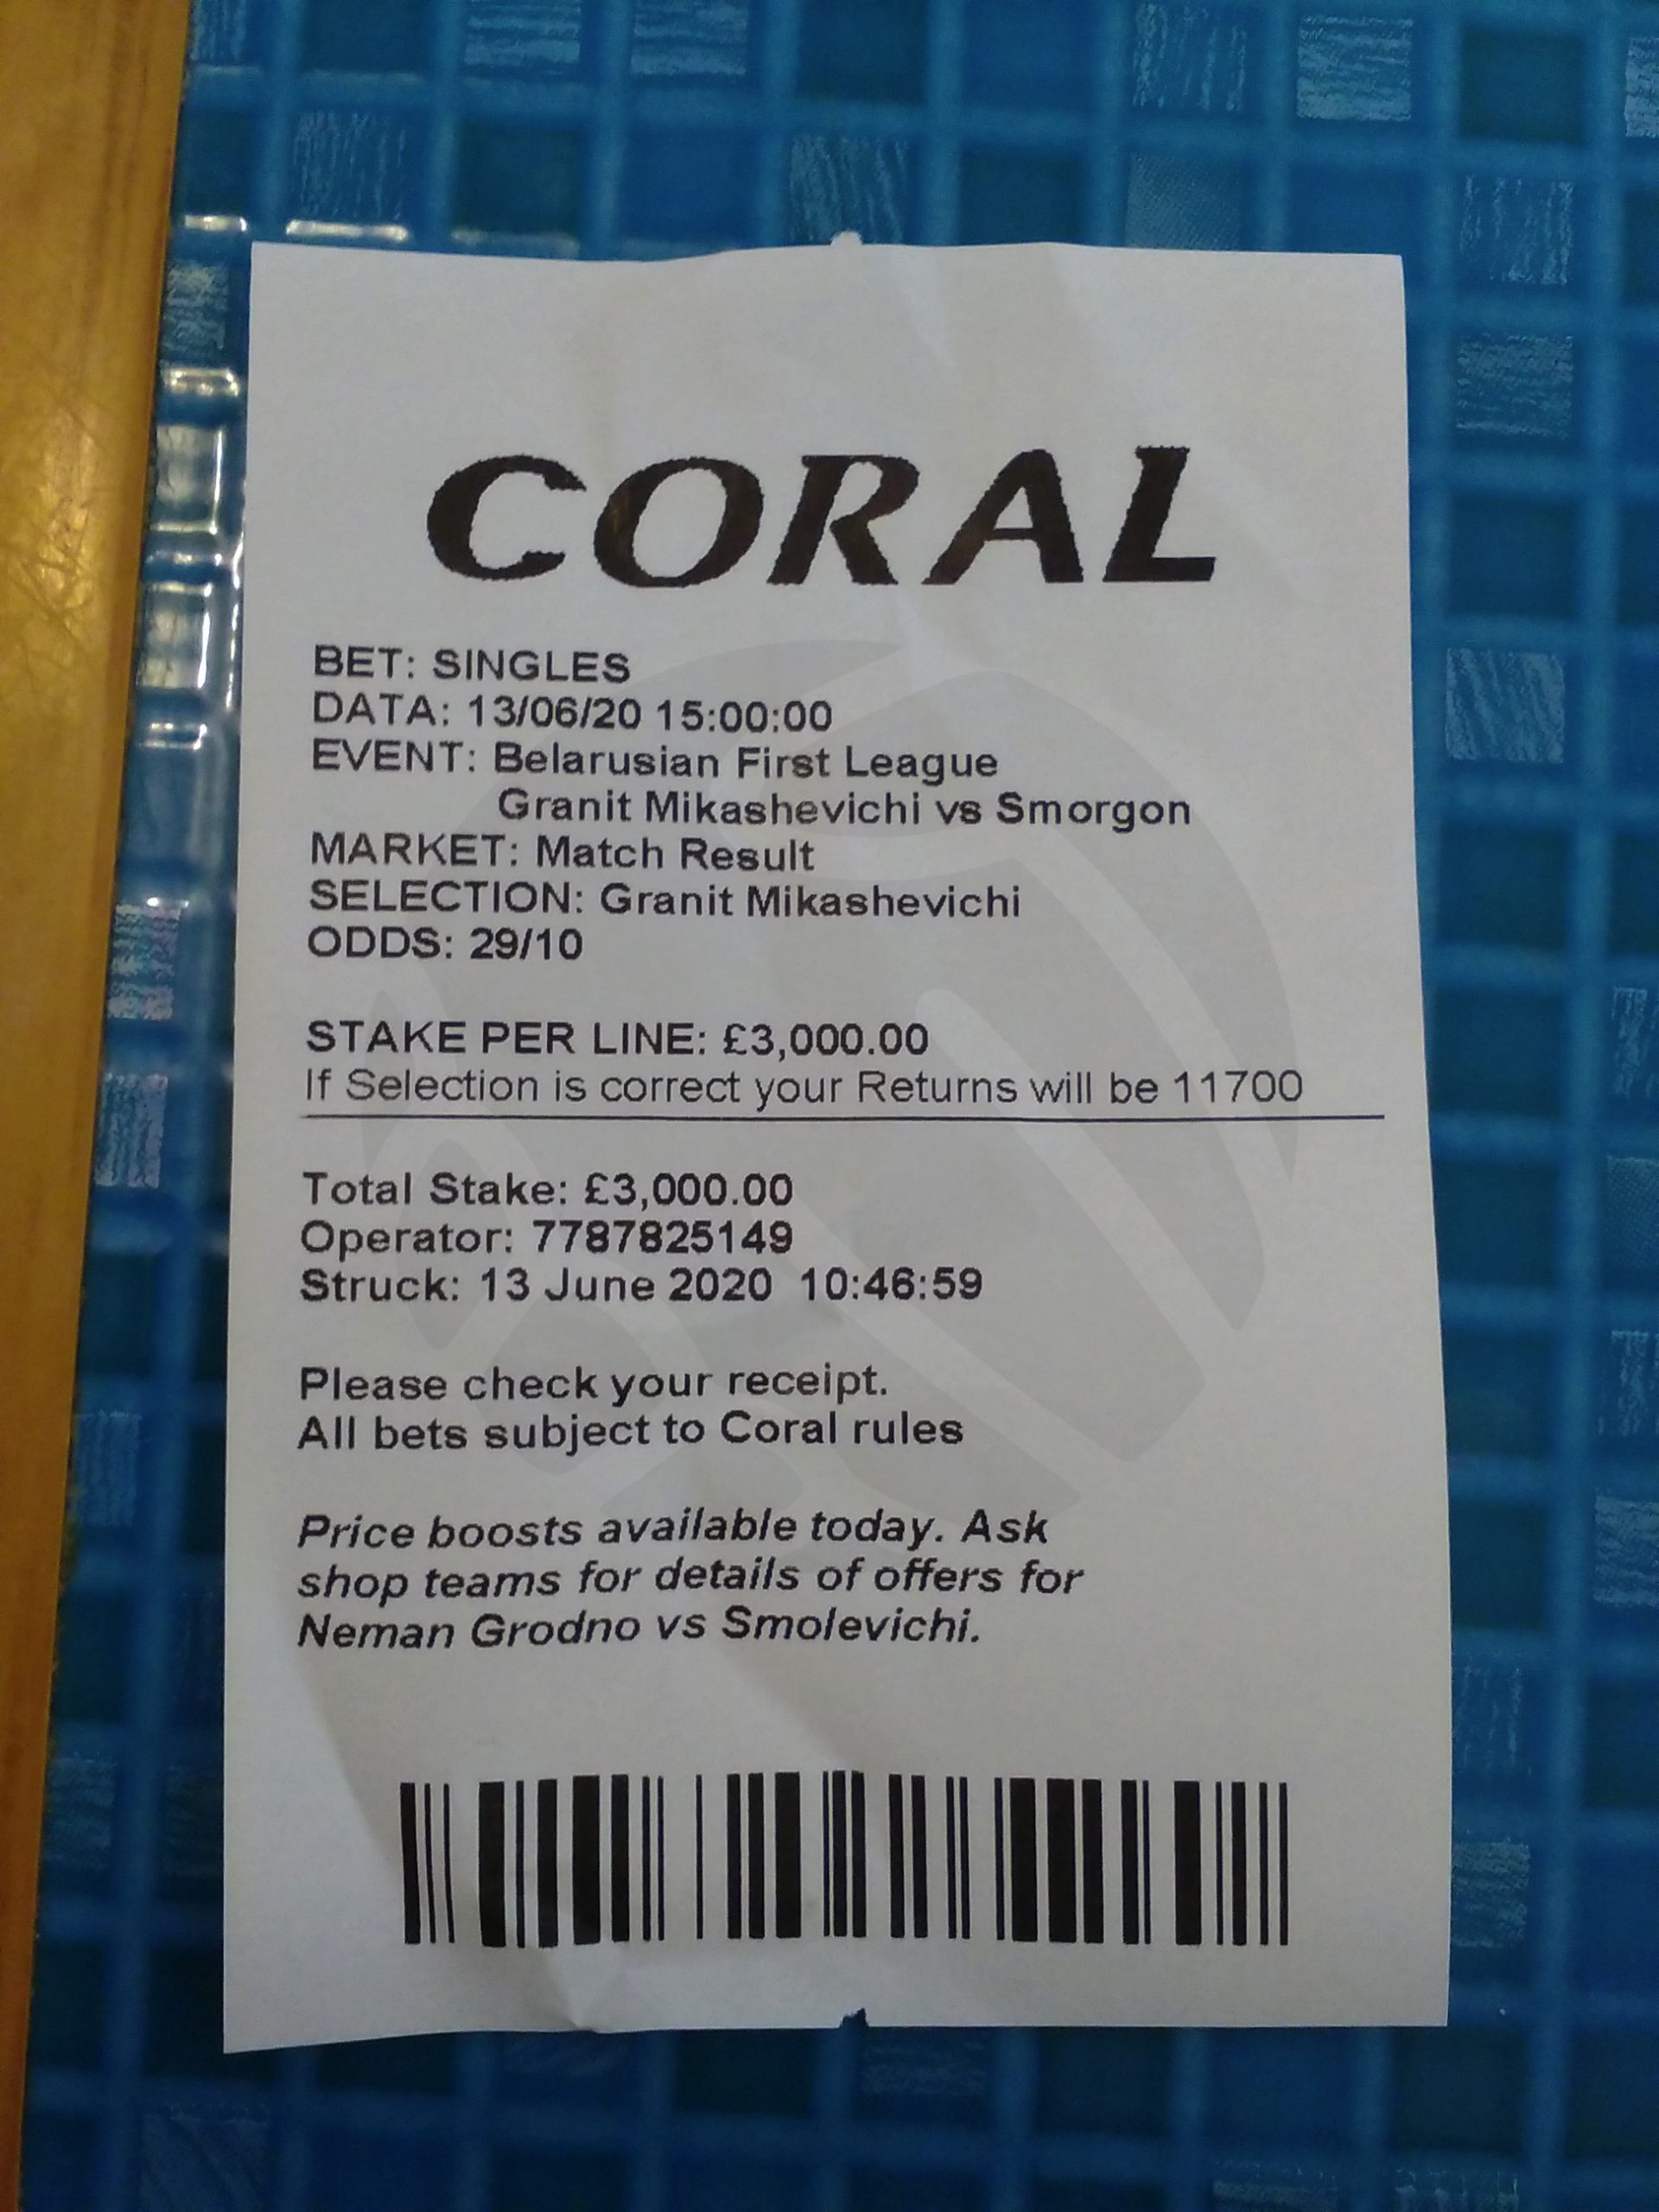 CORAL
BET: SINGLES
DATA: 13/06/20 15:00:00
EVENT: Belarusian First League
Granit Mikashevichi vs Smorgon
MARKET: Match Result
SELECTION: Granit Mikashevichi
ODDS: 29/10
STAKE PER LINE: £3,000.00
If Selection is correct your Returns will be 11700
Total Stake: £3,000.00
Operator: 7787825149
Struck: 13 June 2020 10:46:59
Please check your receipt.
All bets subject to Coral rules
Price boosts available today. Ask
shop teams for details of offers for
Neman Grodno vs Smolevichi.